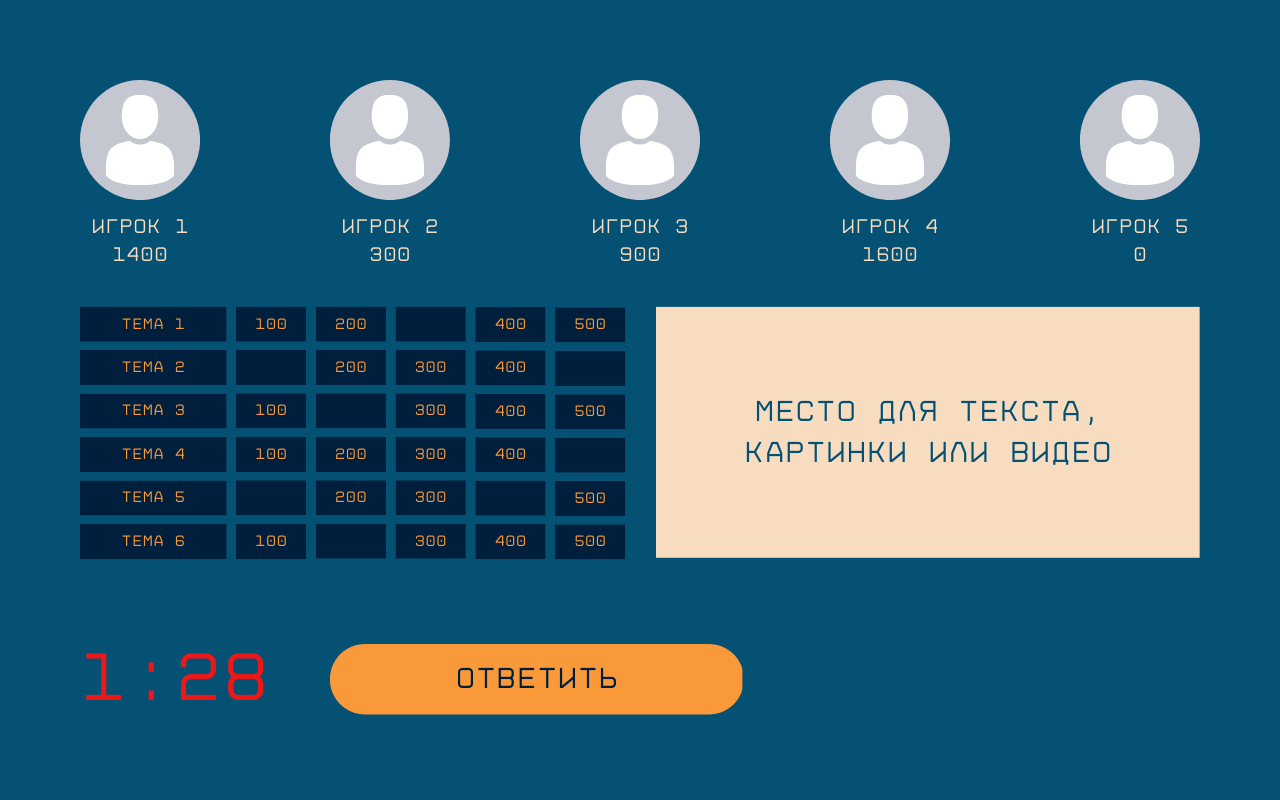 ИГРОК 1 ИГРОК 2 ИГРОК 3 ИГРОК 4 ИГРОК 5
1400 300 900 1600 0
ТЕМА 1 100 200 400 500
ТЕМА 2 200 300 400
ТЕМА 3 100 300 400 500
ТЕМА 4 100 200 300 400
ТЕМА 5 200 300 500
ТЕМА 6 100 300 400 500
МЕСТО ДЛЯ ТЕКСТА,
КАРТИНКИ ИЛИ ВИДЕО
1:28 ОТВЕТИТЬ